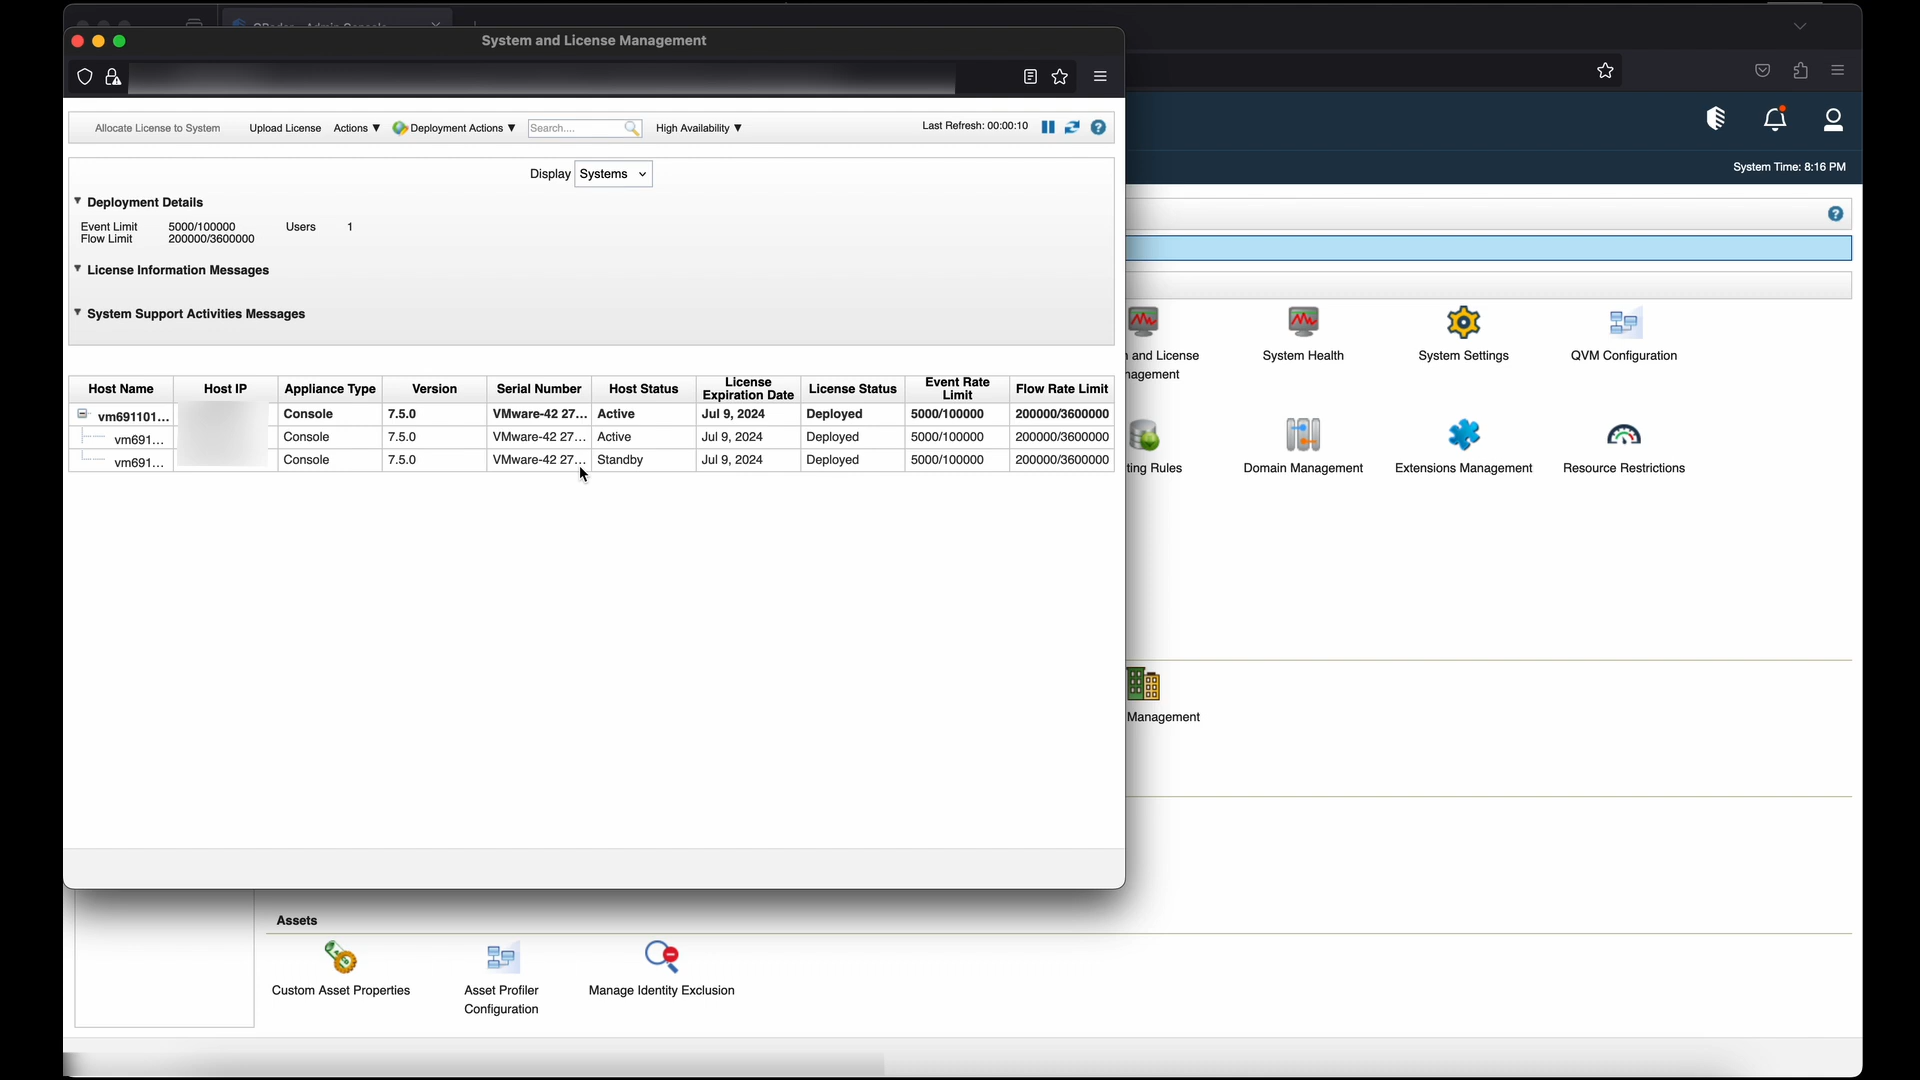 System and License Management
Allocate License to System
Upload License
Actions ▼
Deployment Actions ▼
Search....
High Availability ▼
Last Refresh: 00:00:10
System Time: 8:16 PM
Display
Systems
Deployment Details
Event Limit 5000/100000 Users 1
Flow Limit 200000/3600000
License Information Messages
System Support Activities Messages
Host Name Host IP Appliance Type Version Serial Number Host Status License Expiration Date License Status Event Rate Limit Flow Rate Limit
vm691101... Console 7.5.0 VMware-42 27... Active Jul 9, 2024 Deployed 5000/100000 200000/3600000
vm691... Console 7.5.0 VMware-42 27... Active Jul 9, 2024 Deployed 5000/100000 200000/3600000
vm691... Console 7.5.0 VMware-42 27... Standby Jul 9, 2024 Deployed 5000/100000 200000/3600000
and License
System Health
System Settings
QVM Configuration
ting Rules
Domain Management
Extensions Management
Resource Restrictions
Management
Assets
Custom Asset Properties
Asset Profiler
Configuration
Manage Identity Exclusion